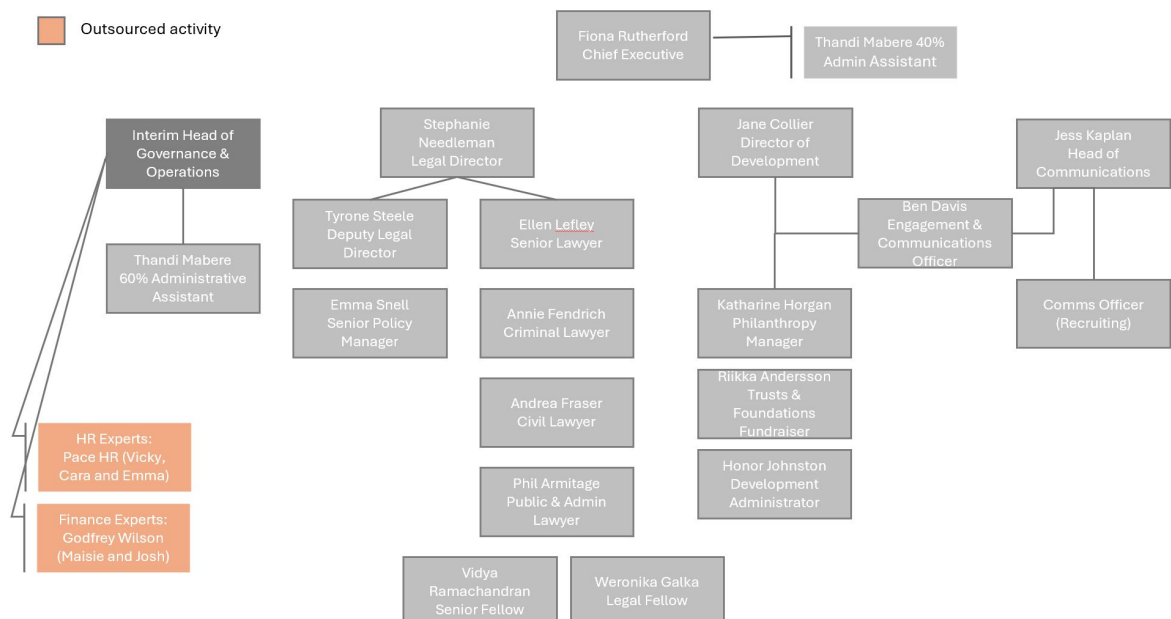 Outsourced activity
Fiona Rutherford
Chief Executive
Thandi Mabere 40%
Admin Assistant
Interim Head of
Governance &
Operations
Stephanie
Needleman
Legal Director
Jane Collier
Director of
Development
Jess Kaplan
Head of
Communications
Tyrone Steele
Deputy Legal
Director
Ellen Lefley
Senior Lawyer
Ben Davis
Engagement &
Communications
Officer
Thandi Mabere
60% Administrative
Assistant
Emma Snell
Senior Policy
Manager
Annie Fendrich
Criminal Lawyer
Katharine Horgan
Philanthropy
Manager
Comms Officer
(Recruiting)
Andrea Fraser
Civil Lawyer
Riikka Andersson
Trusts &
Foundations
Fundraiser
HR Experts:
Pace HR (Vicky,
Cara and Emma)
Phil Armitage
Public & Admin
Lawyer
Honor Johnston
Development
Administrator
Finance Experts:
Godfrey Wilson
(Maisie and Josh)
Vidya
Ramachandran
Senior Fellow
Weronika Galka
Legal Fellow